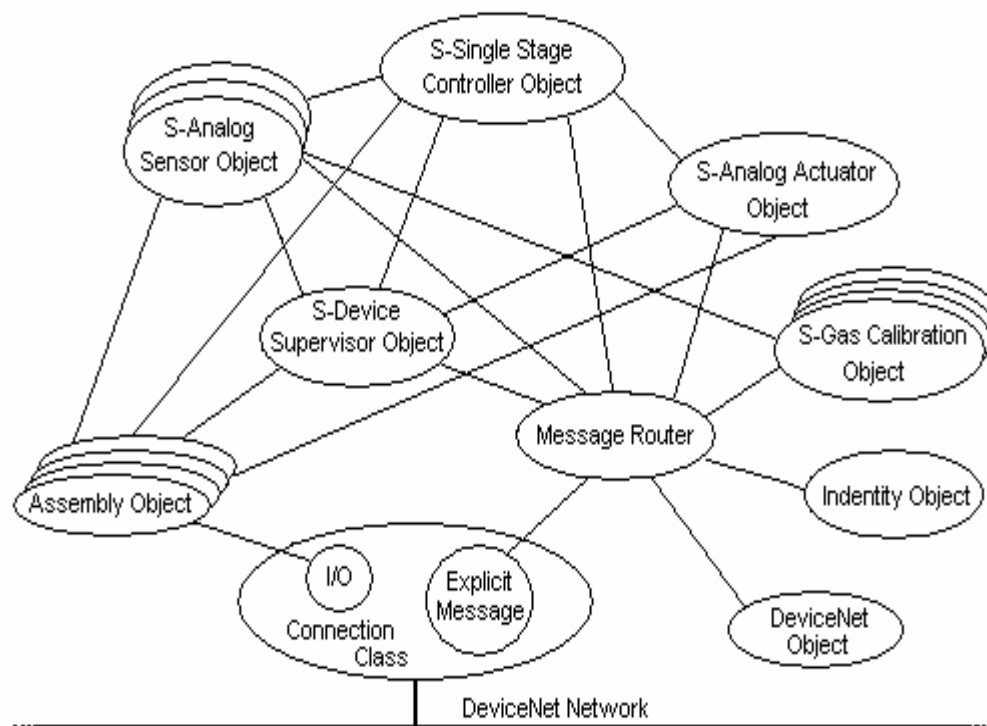 S-Single Stage
Controller Object
S-Analog
Sensor Object
S-Analog Actuator
Object
S-Device
Supervisor Object
S-Gas Calibration
Object
Message Router
Assembly Object
Indentity Object
I/O
Explicit
Message
Connection
Class
DeviceNet
Object
DeviceNet Network